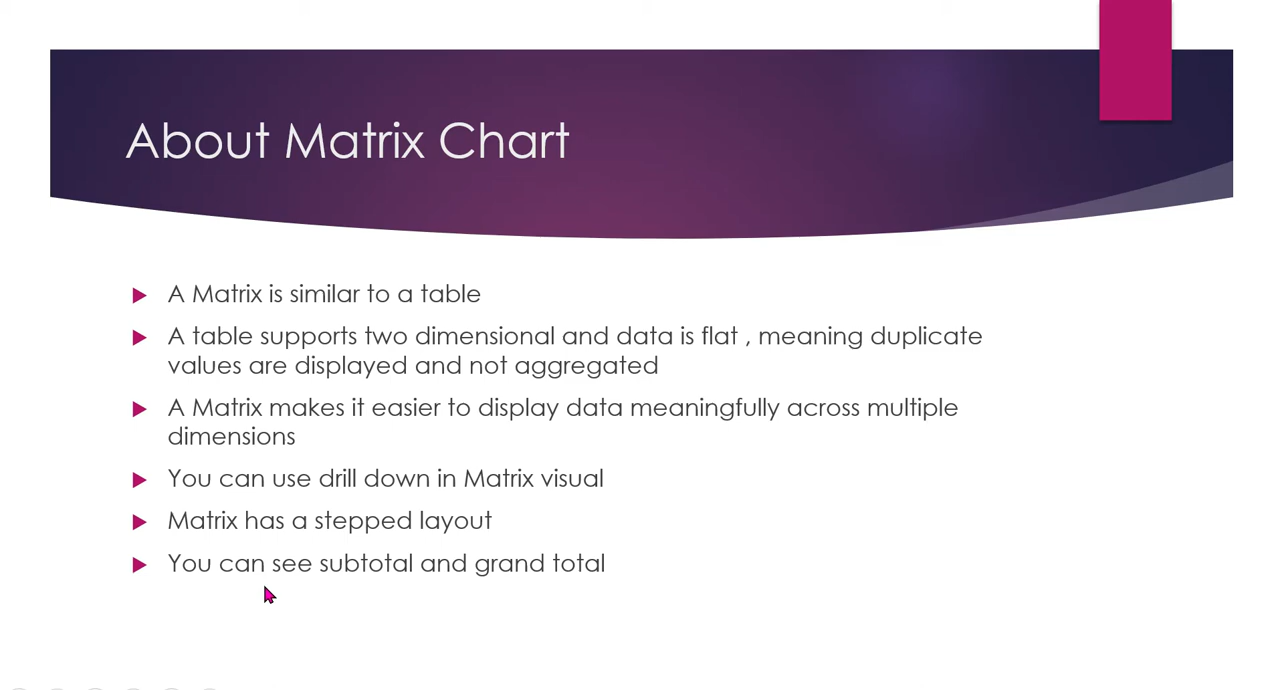 About Matrix Chart
A Matrix is similar to a table
A table supports two dimensional and data is flat , meaning duplicate
values are displayed and not aggregated
A Matrix makes it easier to display data meaningfully across multiple
dimensions
You can use drill down in Matrix visual
Matrix has a stepped layout
You can see subtotal and grand total